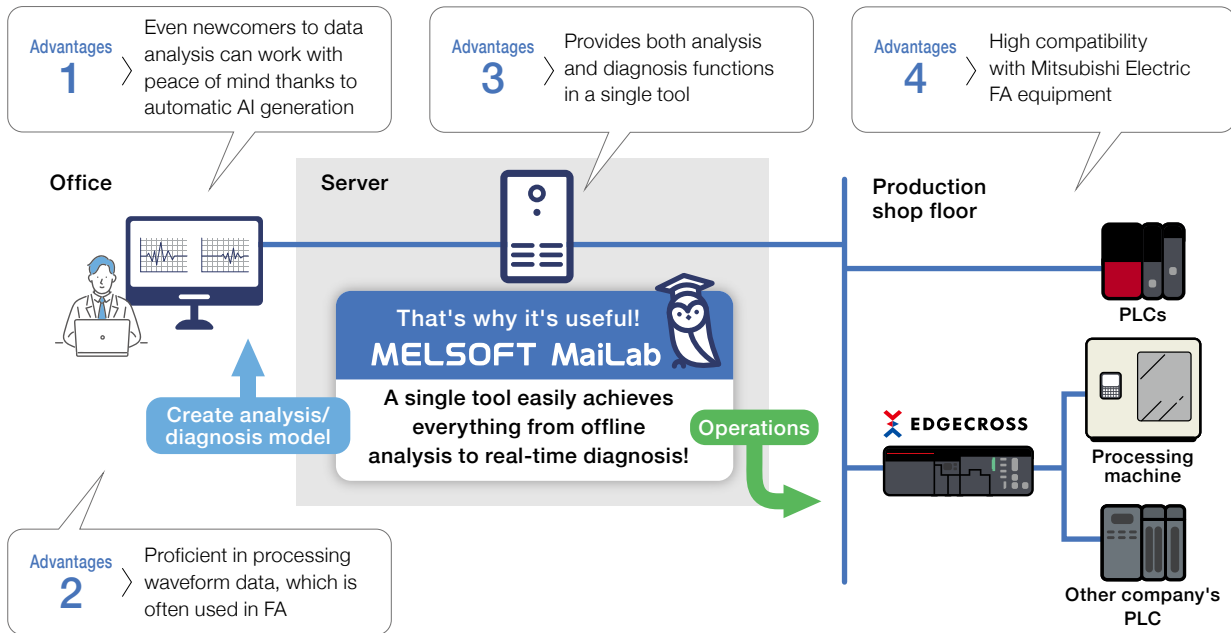 Advantages
1
Even newcomers to data
analysis can work with
peace of mind thanks to
automatic AI generation
Advantages
3
Provides both analysis
and diagnosis functions
in a single tool
Advantages
4
High compatibility
with Mitsubishi Electric
FA equipment
Office
Server
Production
shop floor
PLCs
That's why it's useful!
MELSOFT MaiLab
A single tool easily achieves
everything from offline
analysis to real-time diagnosis!
Create analysis/
diagnosis model
Operations
EDGECROSS
Processing
machine
Other company's
PLC
Advantages
2
Proficient in processing
waveform data, which is
often used in FA